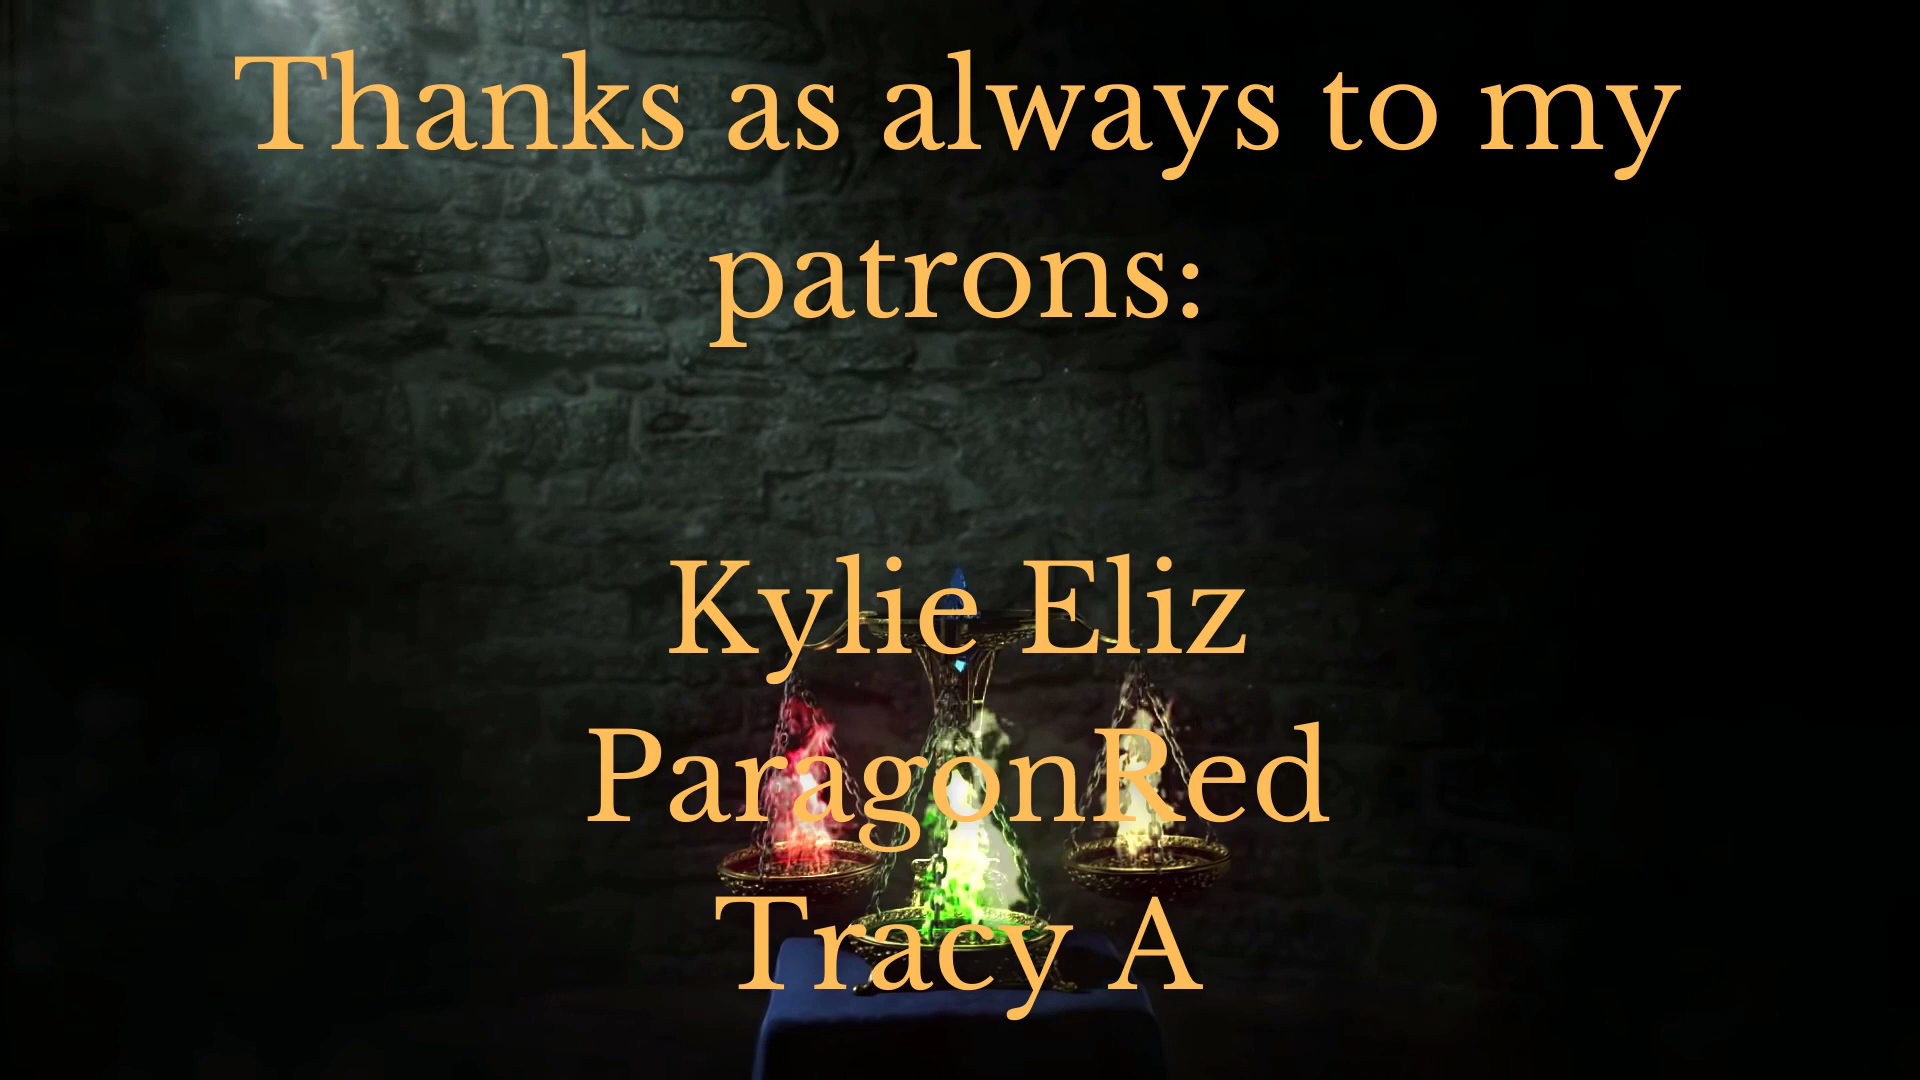 Thanks as always to my
patrons:
Kylie Eliz
ParagonRed
Tracy A